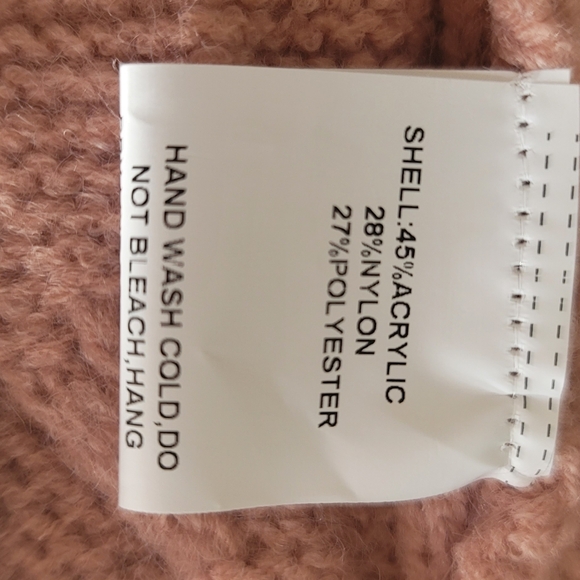 SHELL:45%ACRYLIC
28%NYLON
27%POLYESTER
HAND WASH COLD,DO
NOT BLEACH,HANG